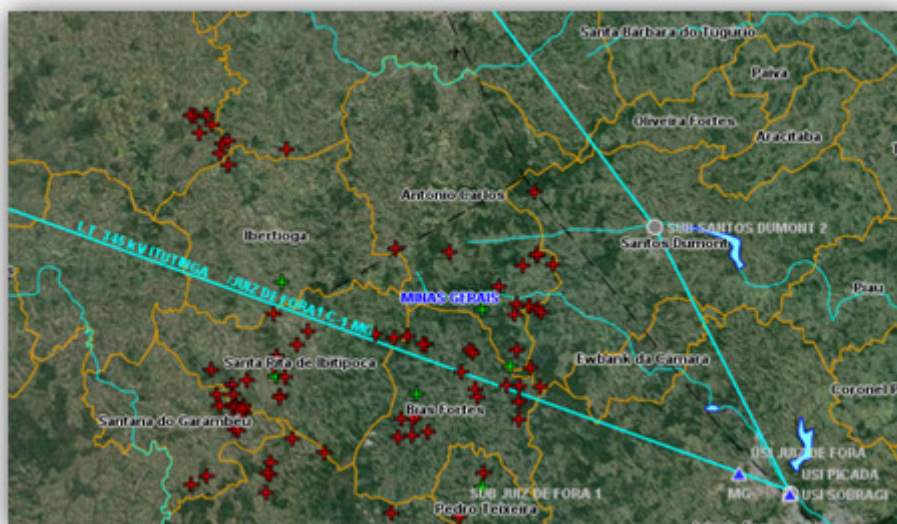 Santa Bárbara do Tugúrio
Paiva
Oliveira Fortes
Aracitaba
Antônio Carlos
SUB SANTOS DUMONT 2
Ibertioga
Santos Dumont
LT 345 kV ITUTINGA /JUIZ DE FORA1 C-1 MG
MINAS GERAIS
Piau
Santa Rita de Ibitipoca
Ewbank da Câmara
Coronel P
Bias Fortes
Santana do Garambéu
USI JUIZ DE FORA
USI PICADA
SUB JUIZ DE FORA 1
MG
USI SOBRAGI
Pedro Teixeira